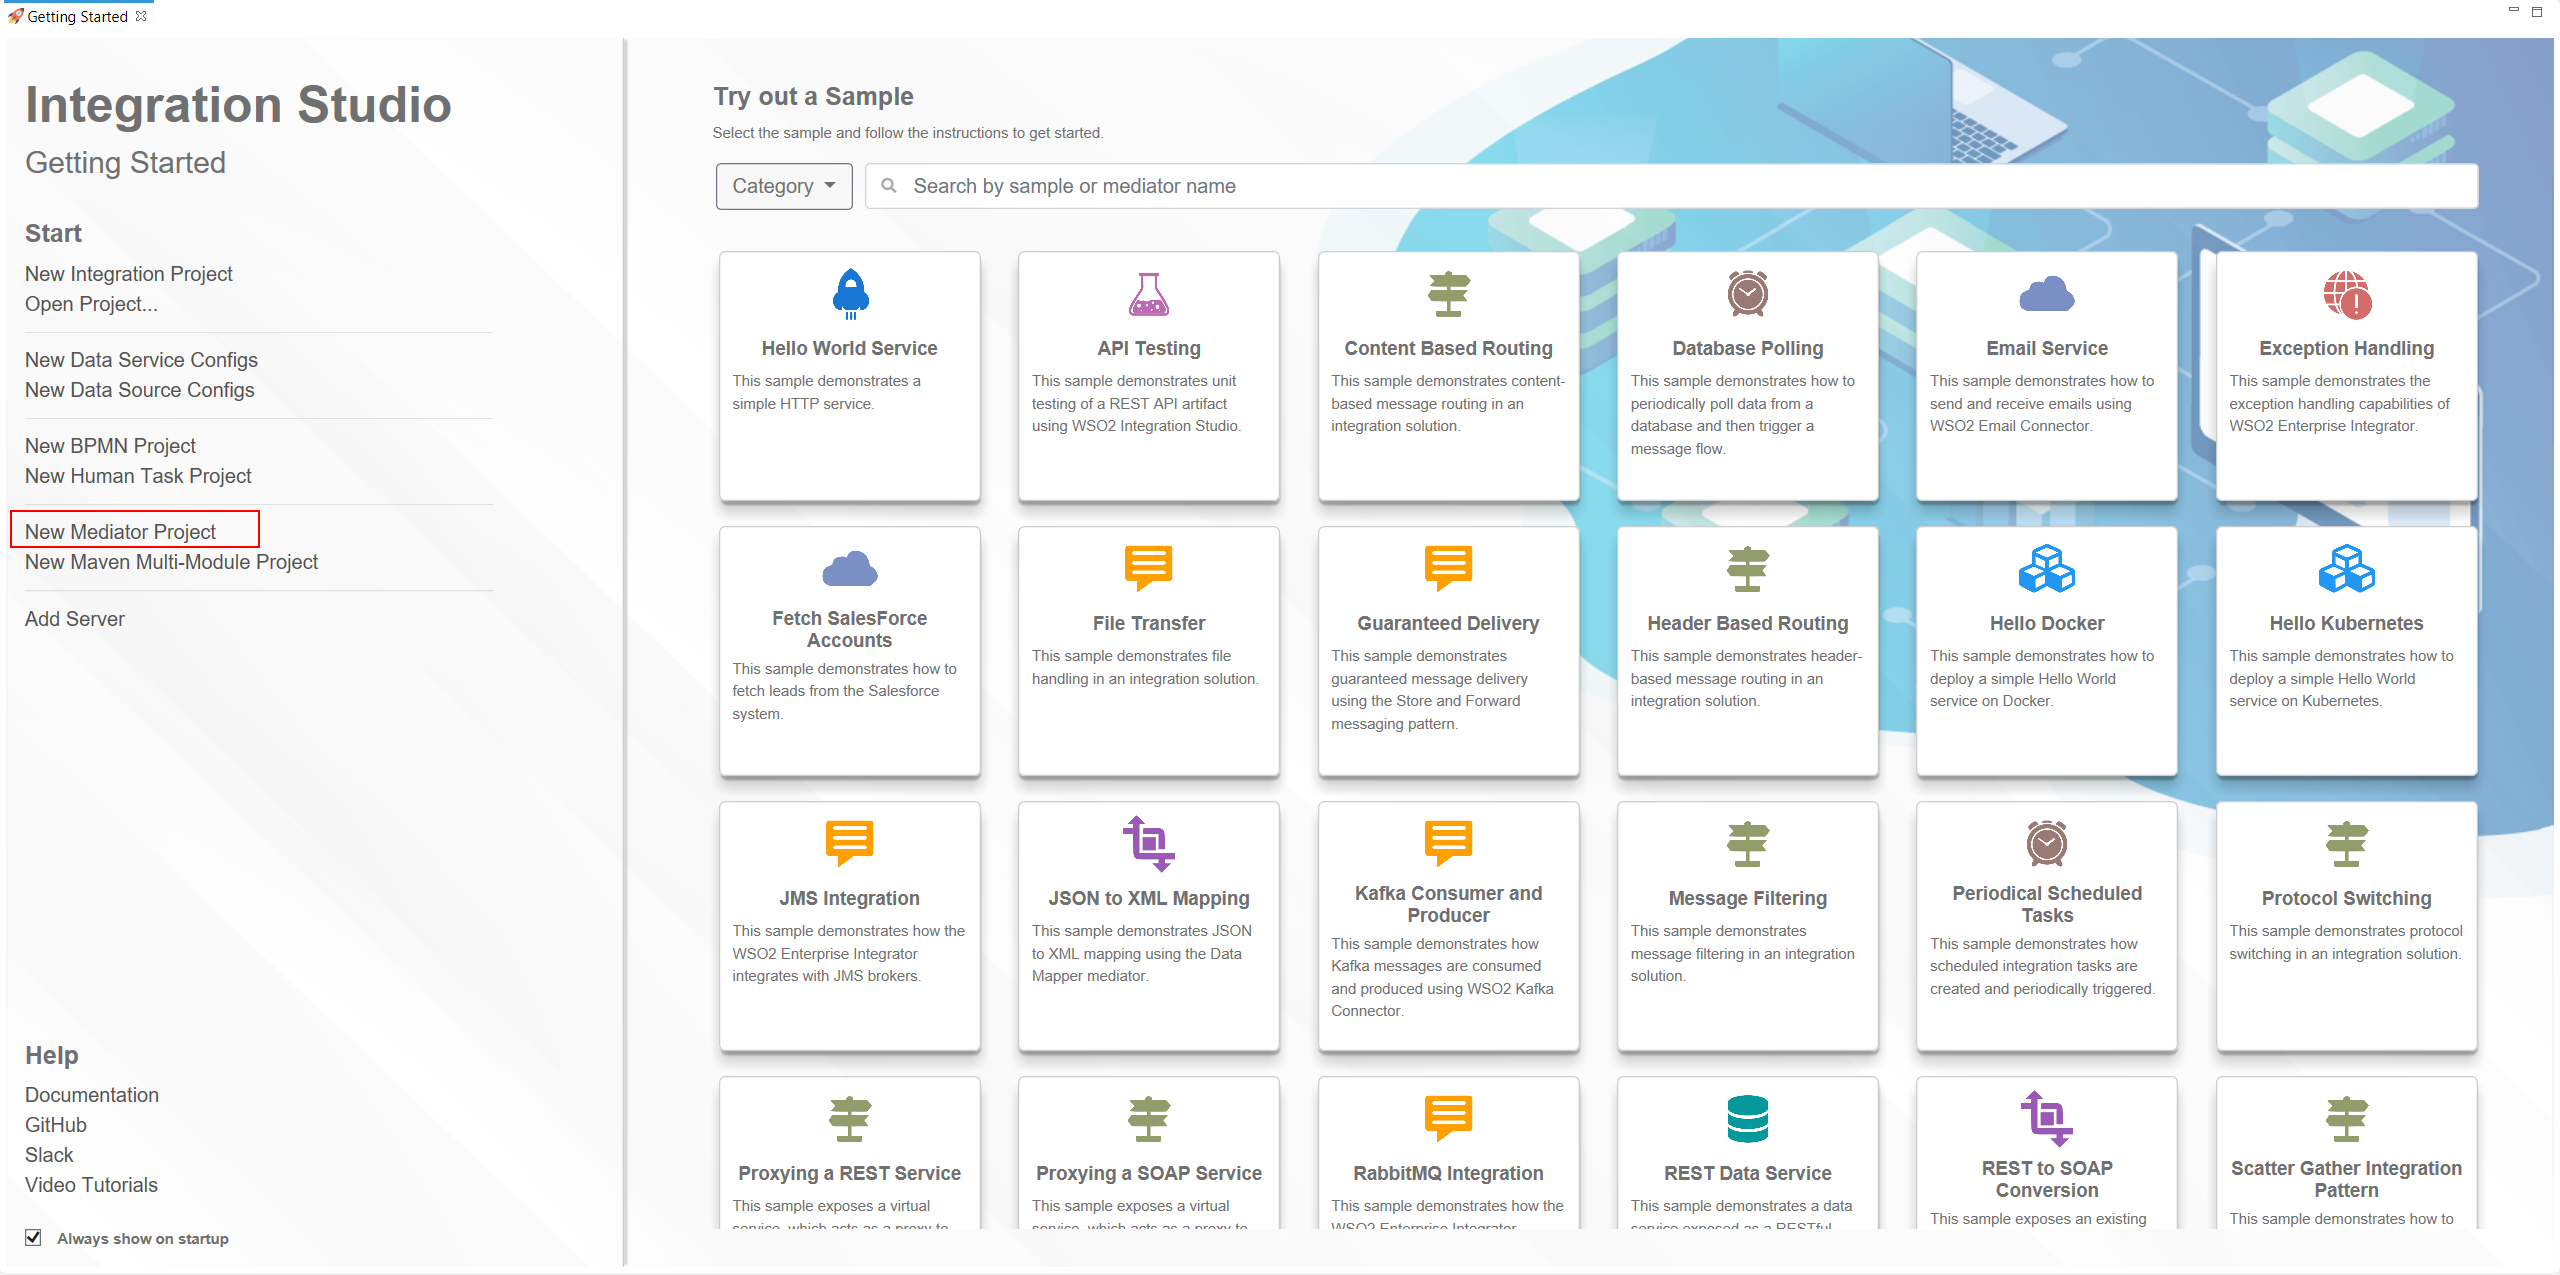 Getting Started
Integration Studio
Getting Started
Start
New Integration Project
Open Project...
New Data Service Configs
New Data Source Configs
New BPMN Project
New Human Task Project
New Mediator Project
New Maven Multi-Module Project
Add Server
Help
Documentation
GitHub
Slack
Video Tutorials
Always show on startup
Try out a Sample
Select the sample and follow the instructions to get started.
Category
Search by sample or mediator name
Hello World Service
This sample demonstrates a
simple HTTP service.
API Testing
This sample demonstrates unit
testing of a REST API artifact
using WSO2 Integration Studio.
Content Based Routing
This sample demonstrates content-
based message routing in an
integration solution.
Database Polling
This sample demonstrates how to
periodically poll data from a
database and then trigger a
message flow.
Email Service
This sample demonstrates how to
send and receive emails using
WSO2 Email Connector.
Exception Handling
This sample demonstrates the
exception handling capabilities of
WSO2 Enterprise Integrator.
Fetch SalesForce
Accounts
This sample demonstrates how to
fetch leads from the Salesforce
system.
File Transfer
This sample demonstrates file
handling in an integration solution.
Guaranteed Delivery
This sample demonstrates
guaranteed message delivery
using the Store and Forward
messaging pattern.
Header Based Routing
This sample demonstrates header-
based message routing in an
integration solution.
Hello Docker
This sample demonstrates how to
deploy a simple Hello World
service on Docker.
Hello Kubernetes
This sample demonstrates how to
deploy a simple Hello World
service on Kubernetes.
JMS Integration
This sample demonstrates how the
WSO2 Enterprise Integrator
integrates with JMS brokers.
JSON to XML Mapping
This sample demonstrates JSON
to XML mapping using the Data
Mapper mediator.
Kafka Consumer and
Producer
This sample demonstrates how
Kafka messages are consumed
and produced using WSO2 Kafka
Connector.
Message Filtering
This sample demonstrates
message filtering in an integration
solution.
Periodical Scheduled
Tasks
This sample demonstrates how
scheduled integration tasks are
created and periodically triggered.
Protocol Switching
This sample demonstrates protocol
switching in an integration solution.
Proxying a REST Service
This sample exposes a virtual
service, which acts as a proxy to
Proxying a SOAP Service
This sample exposes a virtual
service, which acts as a proxy to
RabbitMQ Integration
This sample demonstrates how the
WSO2 Enterprise Integrator
REST Data Service
This sample demonstrates a data
service exposed as a RESTful
REST to SOAP
Conversion
This sample exposes an existing
Scatter Gather Integration
Pattern
This sample demonstrates how to